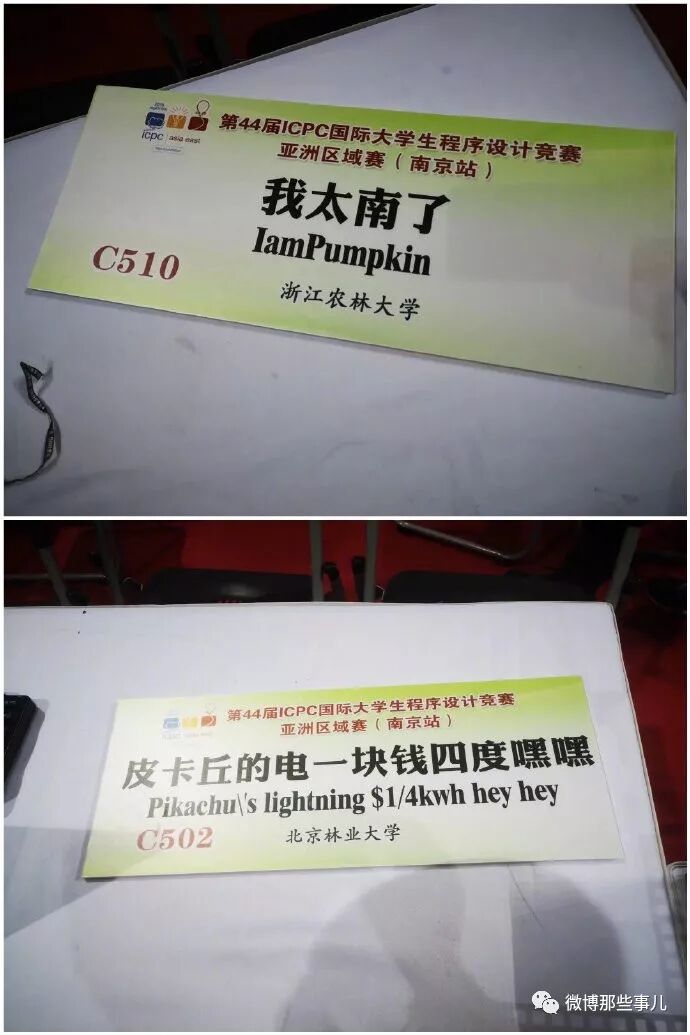 icpc
asia east
第44届ICPC国际大学生程序设计竞赛
亚洲区域赛（南京站）
我太南了
IamPumpkin
C510
浙江农林大学
asia east
第44届ICPC国际大学生程序设计竞赛
亚洲区域赛（南京站）
皮卡丘的电一块钱四度嘿嘿
Pikachu\'s lightning $1/4kwh hey hey
C502
北京林业大学
微博那些事儿